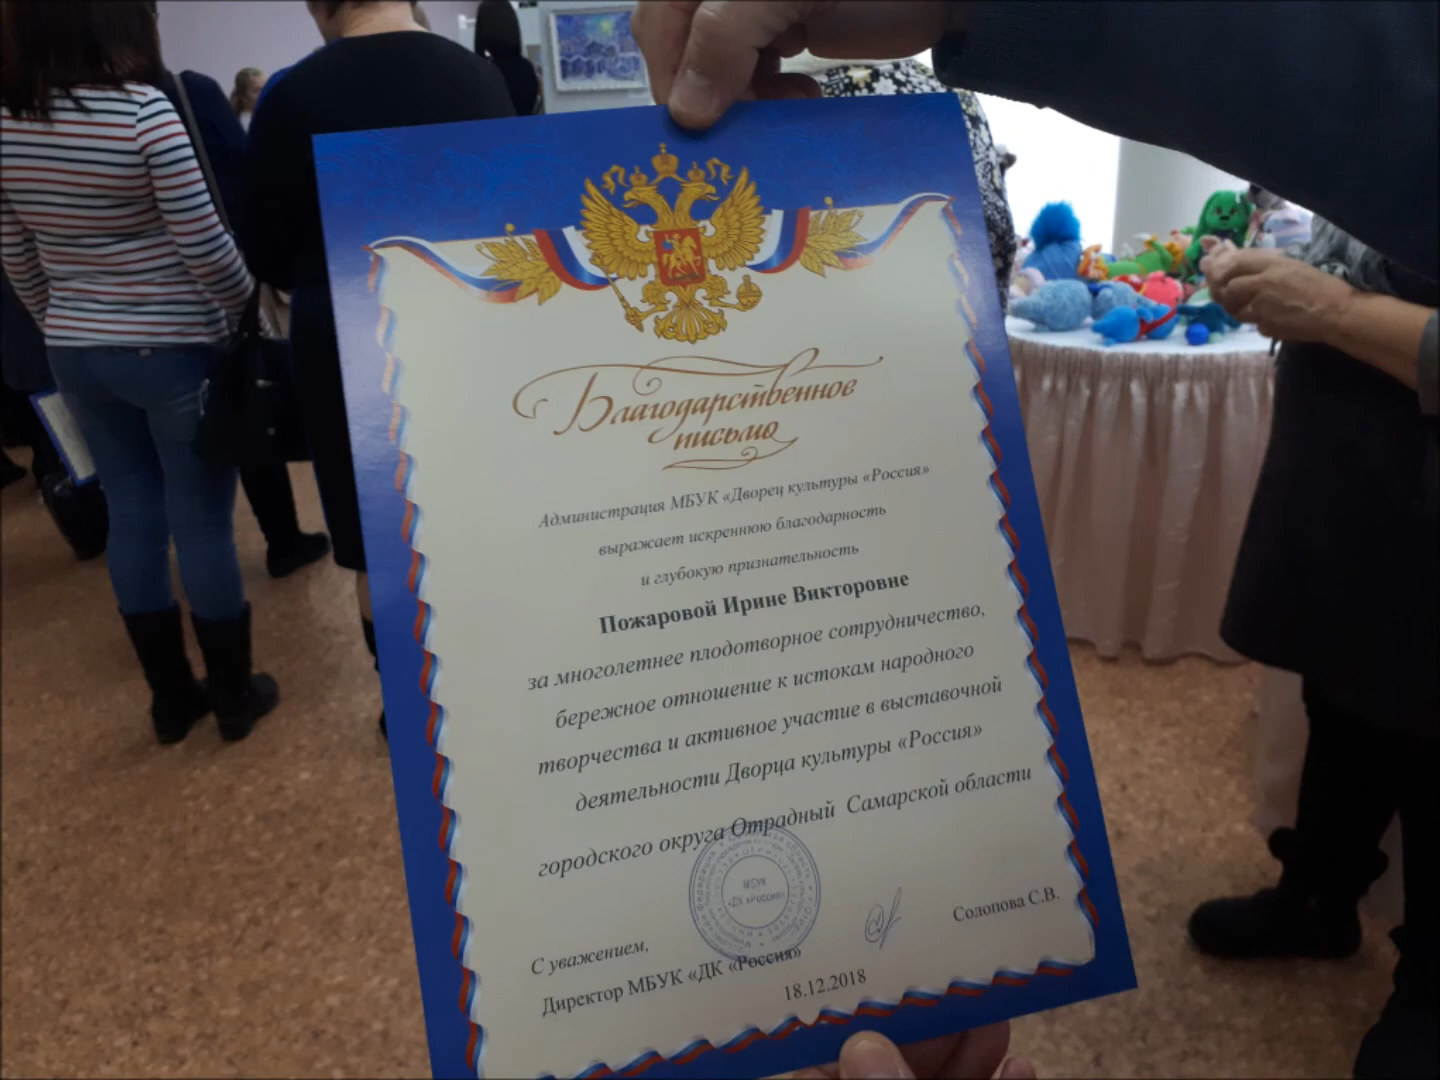 Благодарственное
письмо
Администрация МБУК «Дворец культуры «Россия»
выражает искреннюю благодарность
и глубокую признательность
Пожаровой Ирине Викторовне
за многолетнее плодотворное сотрудничество,
бережное отношение к истокам народного
творчества и активное участие в выставочной
деятельности Дворца культуры «Россия»
городского округа Отрадный Самарской области
МБУК
«ДК «Россия»
С уважением,
Директор МБУК «ДК «Россия»
Солопова С.В.
18.12.2018